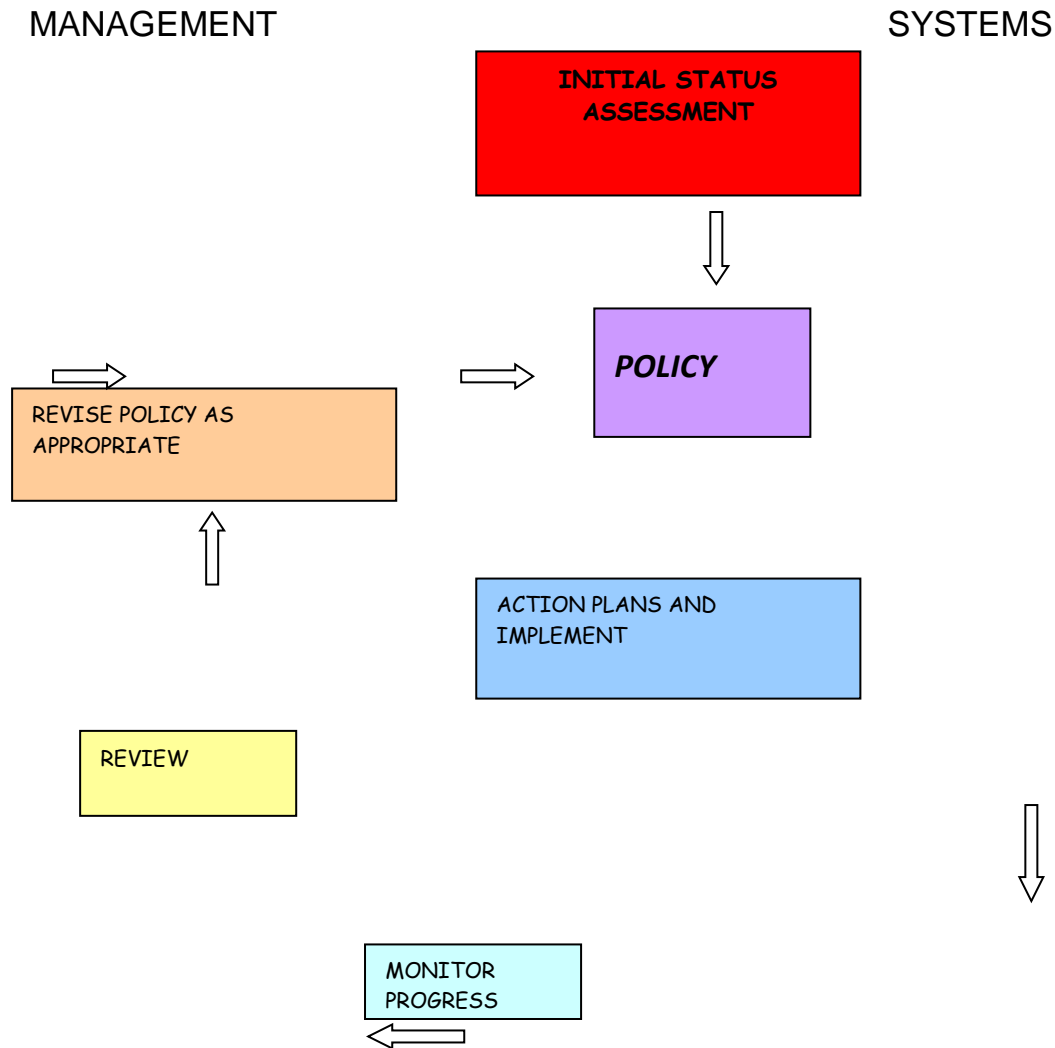 MANAGEMENT SYSTEMS
INITIAL STATUS
ASSESSMENT
POLICY
REVISE POLICY AS
APPROPRIATE
ACTION PLANS AND
IMPLEMENT
REVIEW
MONITOR
PROGRESS